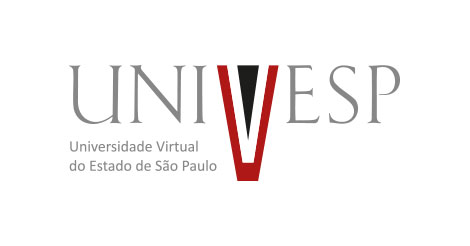 UNIVESP
Universidade Virtual
do Estado de São Paulo